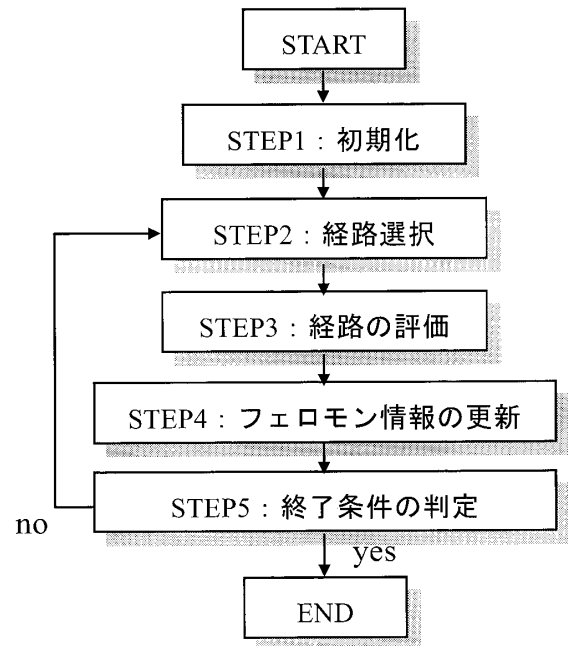 START
STEP1：初期化
STEP2：経路選択
STEP3：経路の評価
STEP4：フェロモン情報の更新
STEP5：終了条件の判定
no
yes
END